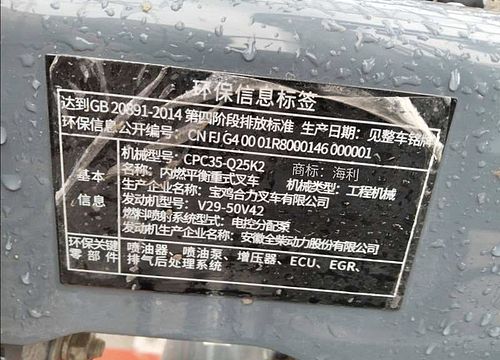 环保信息标签
达到GB 20891-2014 第四阶段排放标准 生产日期: 见整车铭牌
环保信息公开编号: CN FJ G4 00 01R8000146 000001
基本信息
机械型号: CPC35-Q25K2 商标: 海利
名称: 内燃平衡重式叉车 机械类型: 工程机械
生产企业名称: 宝鸡合力叉车有限公司
发动机型号: V29-50V42
燃料喷射系统型式: 电控分配泵
发动机生产企业名称: 安徽全柴动力股份有限公司
环保关键零部件
喷油器、喷油泵、增压器、ECU、EGR、
排气后处理系统